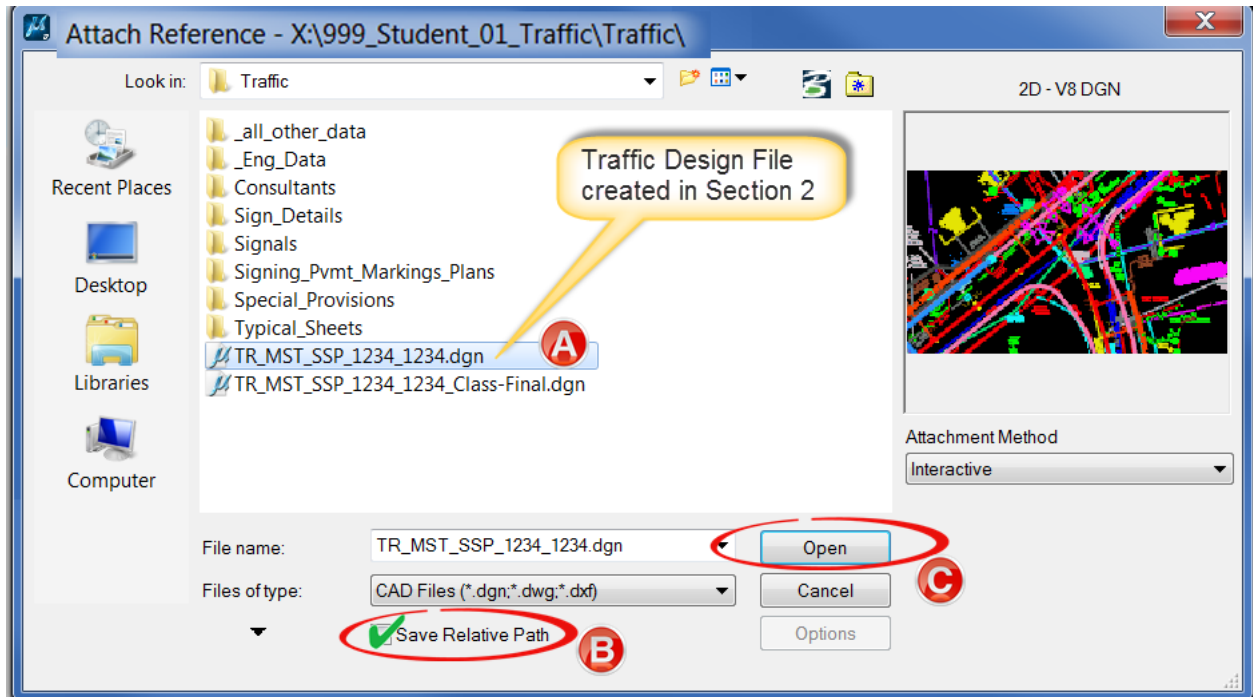 Attach Reference - X:\999_Student_01_Traffic\Traffic\
X
Look in:
Traffic
2D - V8 DGN
Recent Places
Desktop
Libraries
Computer
_all_other_data
_Eng_Data
Consultants
Sign_Details
Signals
Signing_Pvmt_Markings_Plans
Special_Provisions
Typical_Sheets
TR_MST_SSP_1234_1234.dgn
TR_MST_SSP_1234_1234_Class-Final.dgn
Traffic Design File
created in Section 2
A
Attachment Method
Interactive
File name:
TR_MST_SSP_1234_1234.dgn
Open
Files of type:
CAD Files (*.dgn;*.dwg;*.dxf)
Cancel
C
Save Relative Path
B
Options